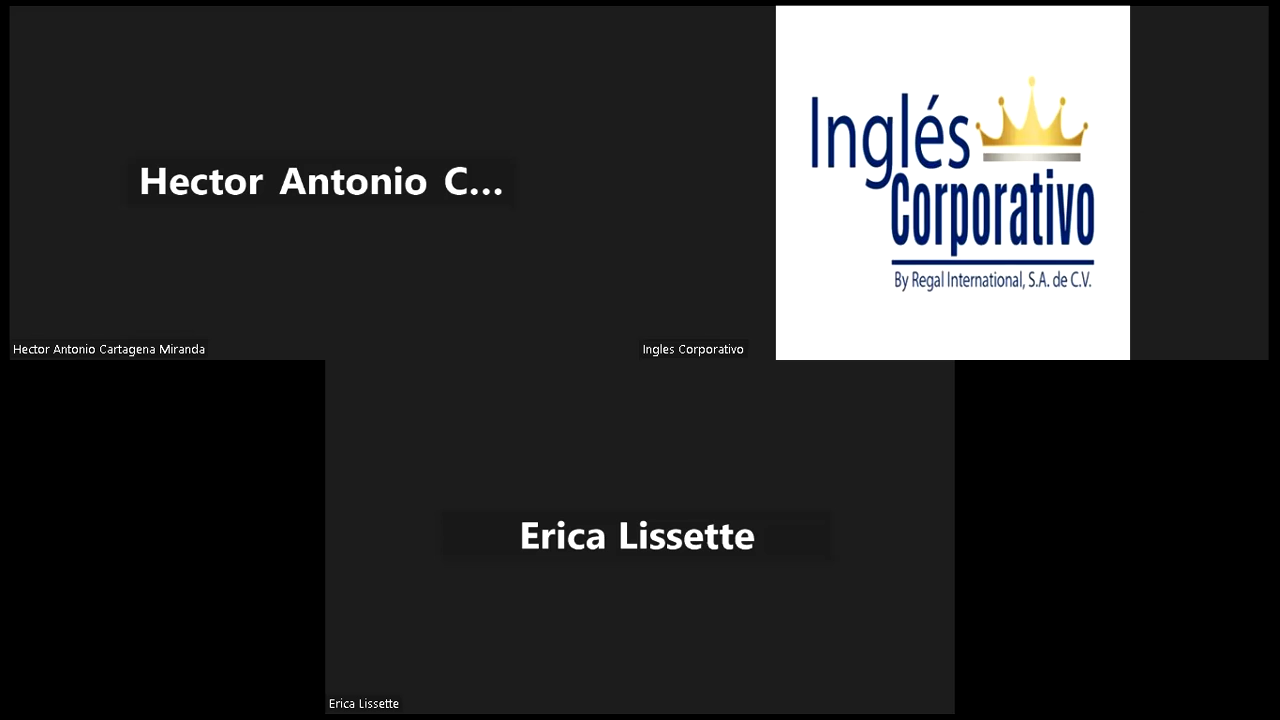 Hector Antonio C...
Hector Antonio Cartagena Miranda
Inglés
Corporativo
By Regal International, S.A. de C.V.
Ingles Corporativo
Erica Lissette
Erica Lissette